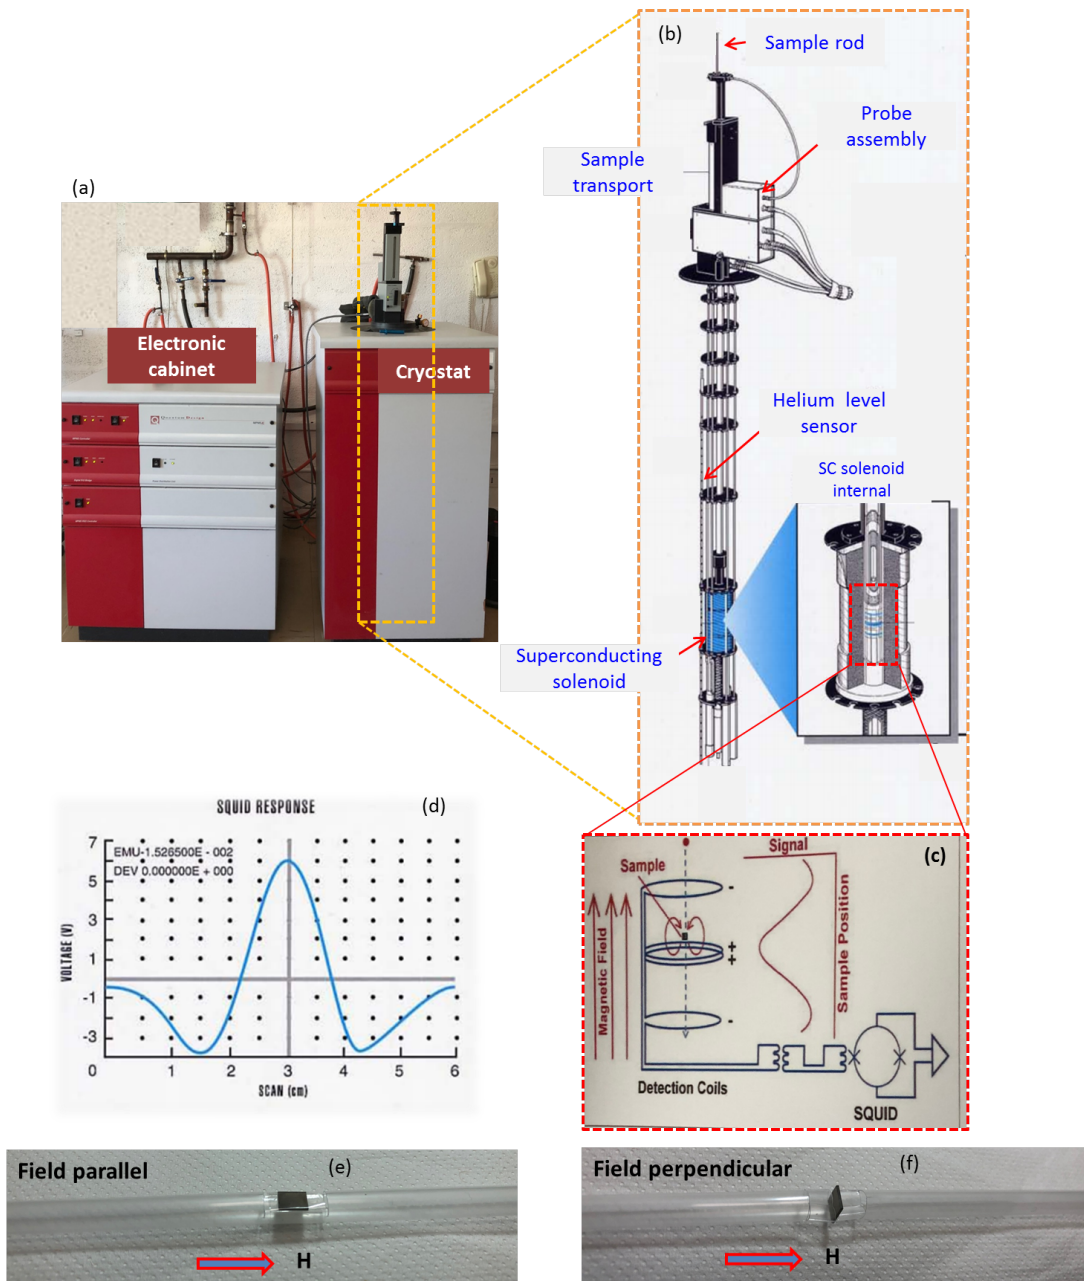 (a)
Electronic
cabinet
Cryostat
QUANTUM DESIGN
(b)
Sample rod
Probe
assembly
Sample
transport
Helium level
sensor
SC solenoid
internal
Superconducting
solenoid
(c)
Signal
Sample
-
+
+
-
Magnetic Field
Sample Position
Detection Coils
SQUID
(d)
SQUID RESPONSE
EMU-1.526500E - 002
DEV 0.000000E + 000
VOLTAGE (V)
7
5
3
1
-1
-3
0 1 2 3 4 5 6
SCAN (cm)
Field parallel
(e)
H
Field perpendicular
(f)
H